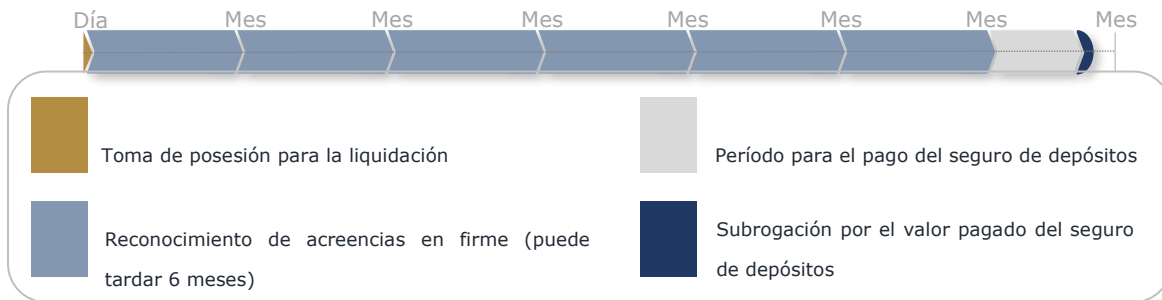 Día Mes Mes Mes Mes Mes Mes Mes
Toma de posesión para la liquidación
Período para el pago del seguro de depósitos
Reconocimiento de acreencias en firme (puede
tardar 6 meses)
Subrogación por el valor pagado del seguro
de depósitos